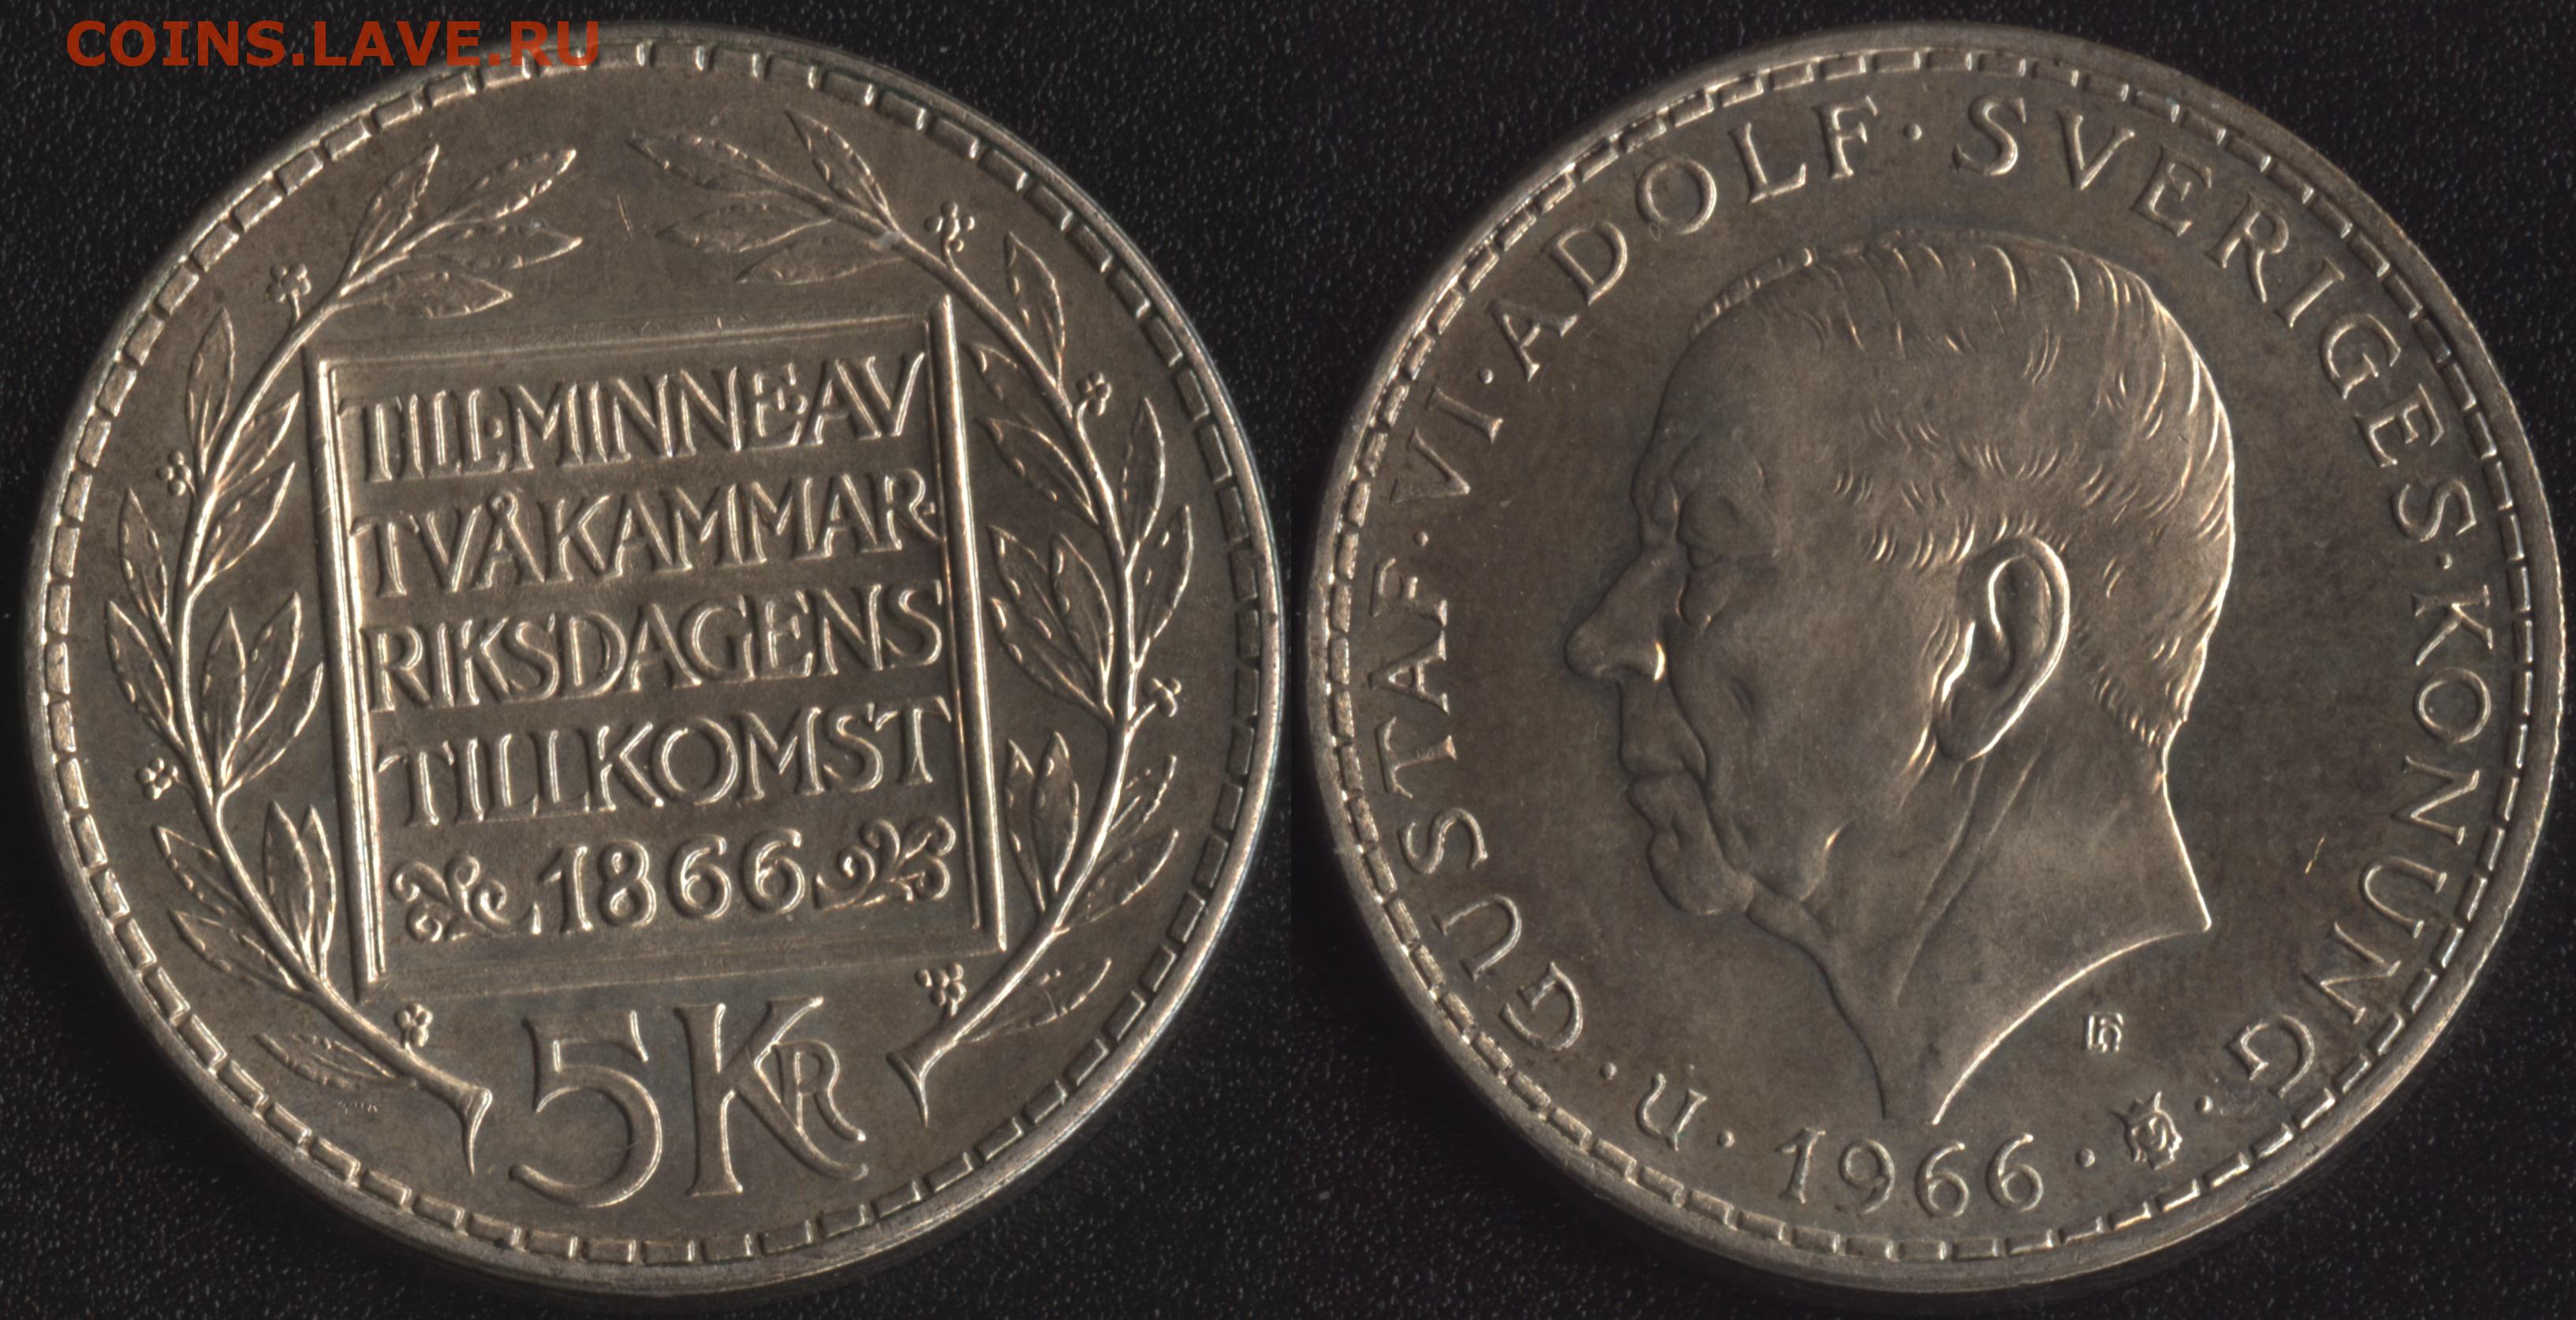 COINS.LAVE.RU
TILL·MINNE·AV
TVÅKAMMAR-
RIKSDAGENS
TILLKOMST
1866
5 KR
GUSTAF·VI·ADOLF·SVERIGES·KONUNG·
U·1966·